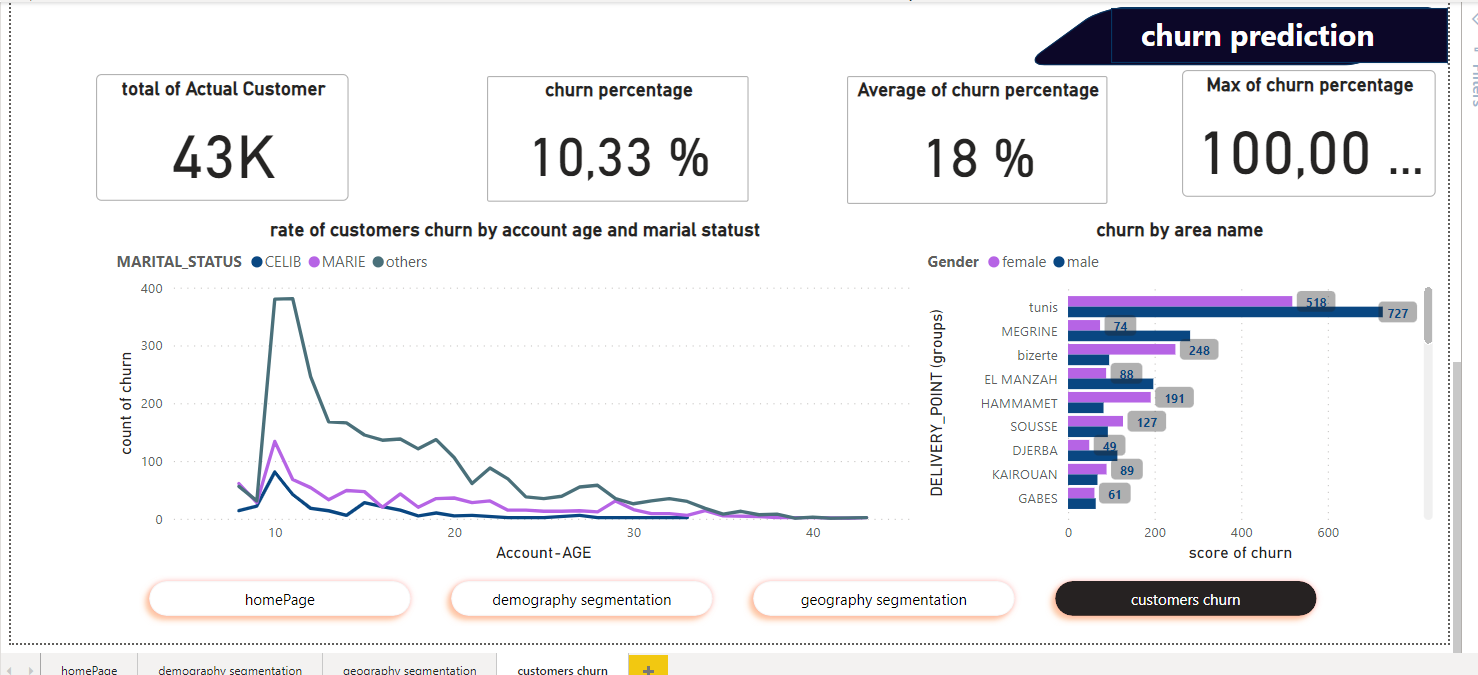 churn prediction
total of Actual Customer
43K
churn percentage
10,33 %
Average of churn percentage
18 %
Max of churn percentage
100,00 ...
Filters
rate of customers churn by account age and marial statust
MARITAL_STATUS CELIB MARIE others
count of churn
400
300
200
100
0
10 20 30 40
Account-AGE
churn by area name
Gender female male
DELIVERY_POINT (groups)
tunis 518 727
MEGRINE 74
bizerte 248
EL MANZAH 88
HAMMAMET 191
SOUSSE 127
DJERBA 49
KAIROUAN 89
GABES 61
0 200 400 600
score of churn
homePage demography segmentation geography segmentation customers churn
homePage demography segmentation geography segmentation customers churn +